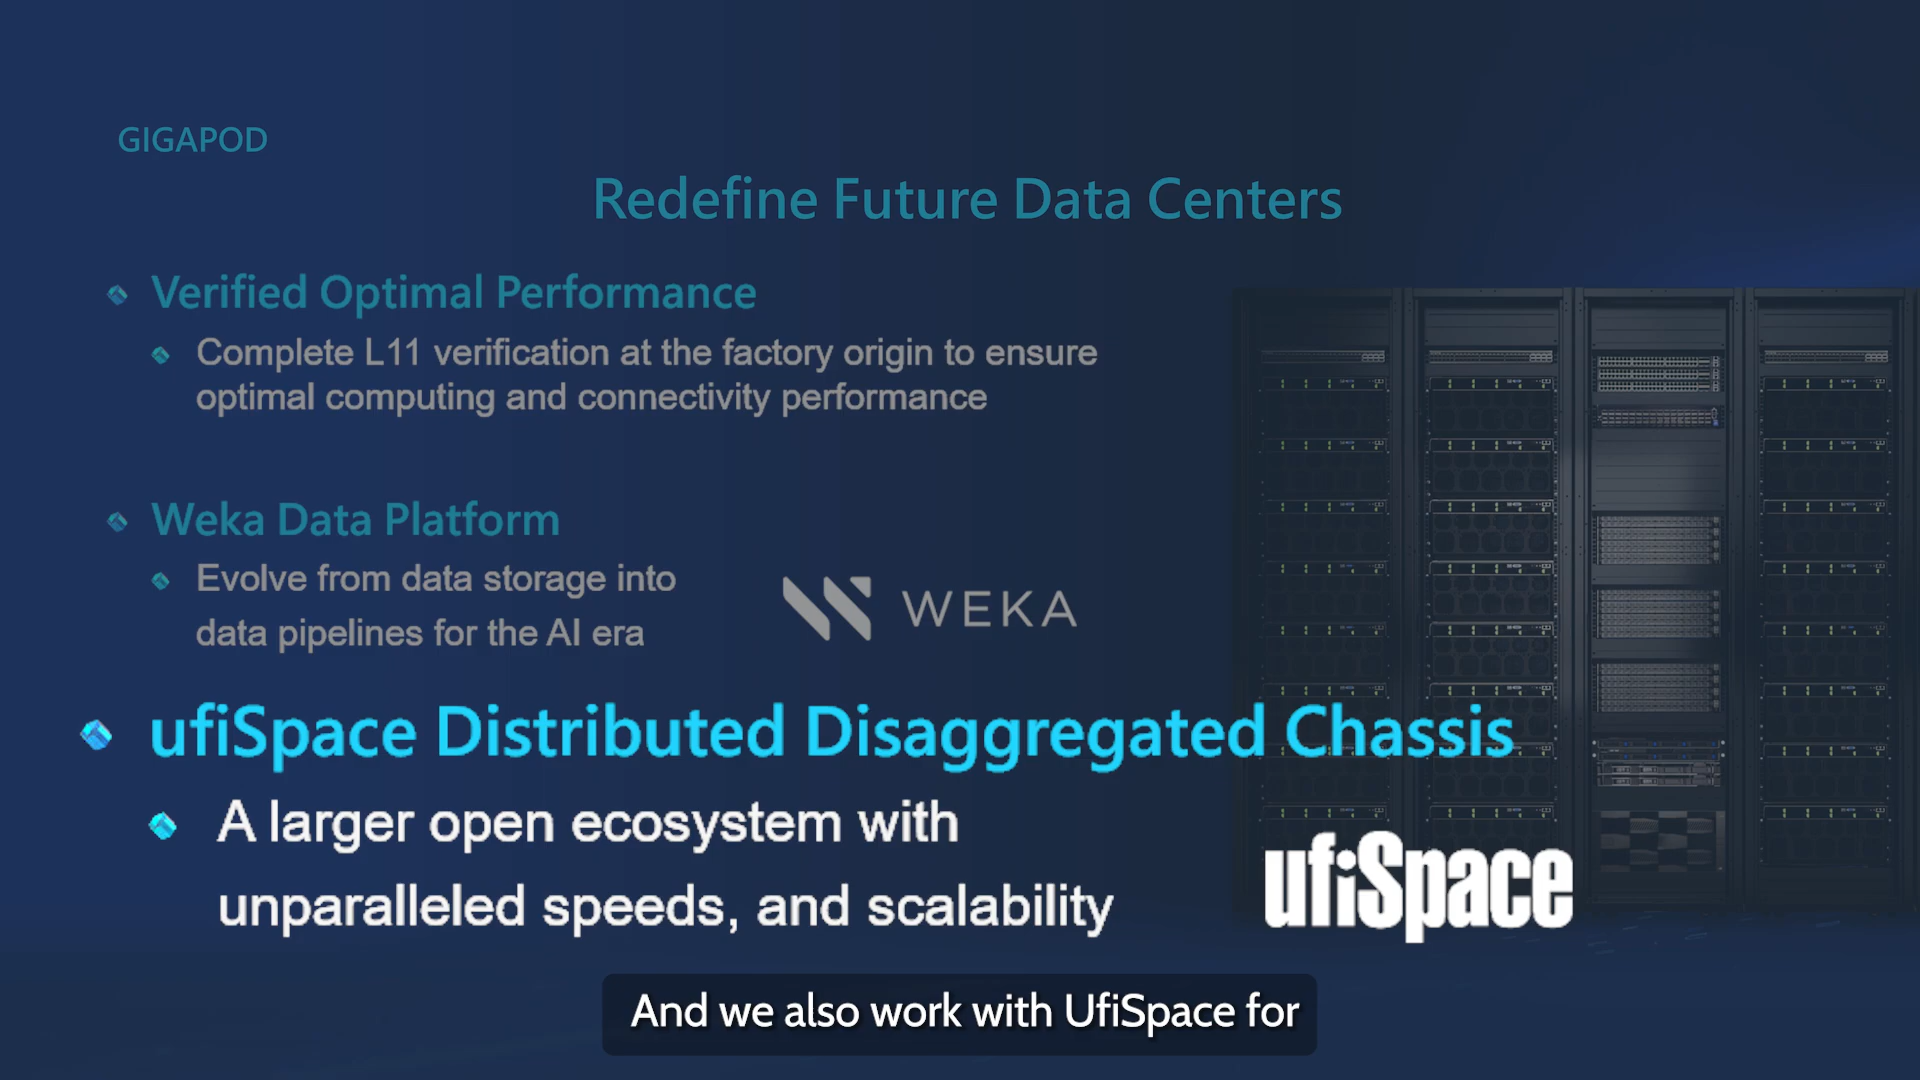 GIGAPOD
Redefine Future Data Centers
Verified Optimal Performance
Complete L11 verification at the factory origin to ensure
optimal computing and connectivity performance
Weka Data Platform
Evolve from data storage into
data pipelines for the AI era
WEKA
ufiSpace Distributed Disaggregated Chassis
A larger open ecosystem with
unparalleled speeds, and scalability
ufiSpace
And we also work with UfiSpace for